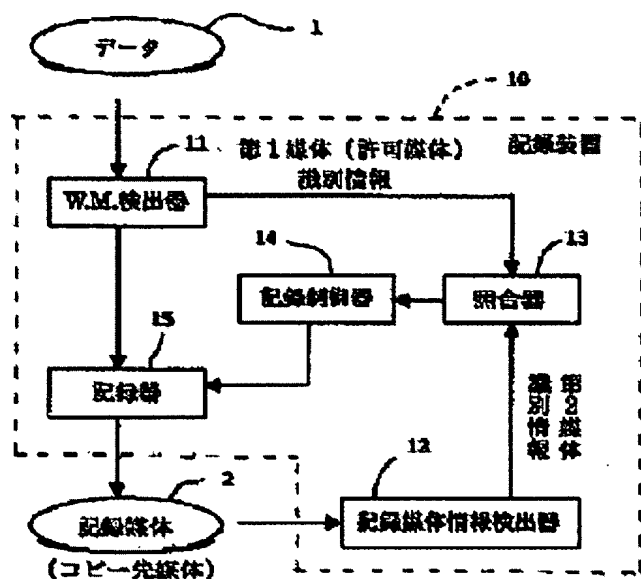 データ
1
10
11
第1媒体（許可媒体）
識別情報
記録装置
W.M.検出器
14
13
記録制御器
照合器
15
記録器
第2媒体
識別情報
12
2
記録媒体
記録媒体情報検出器
(コピー先媒体)